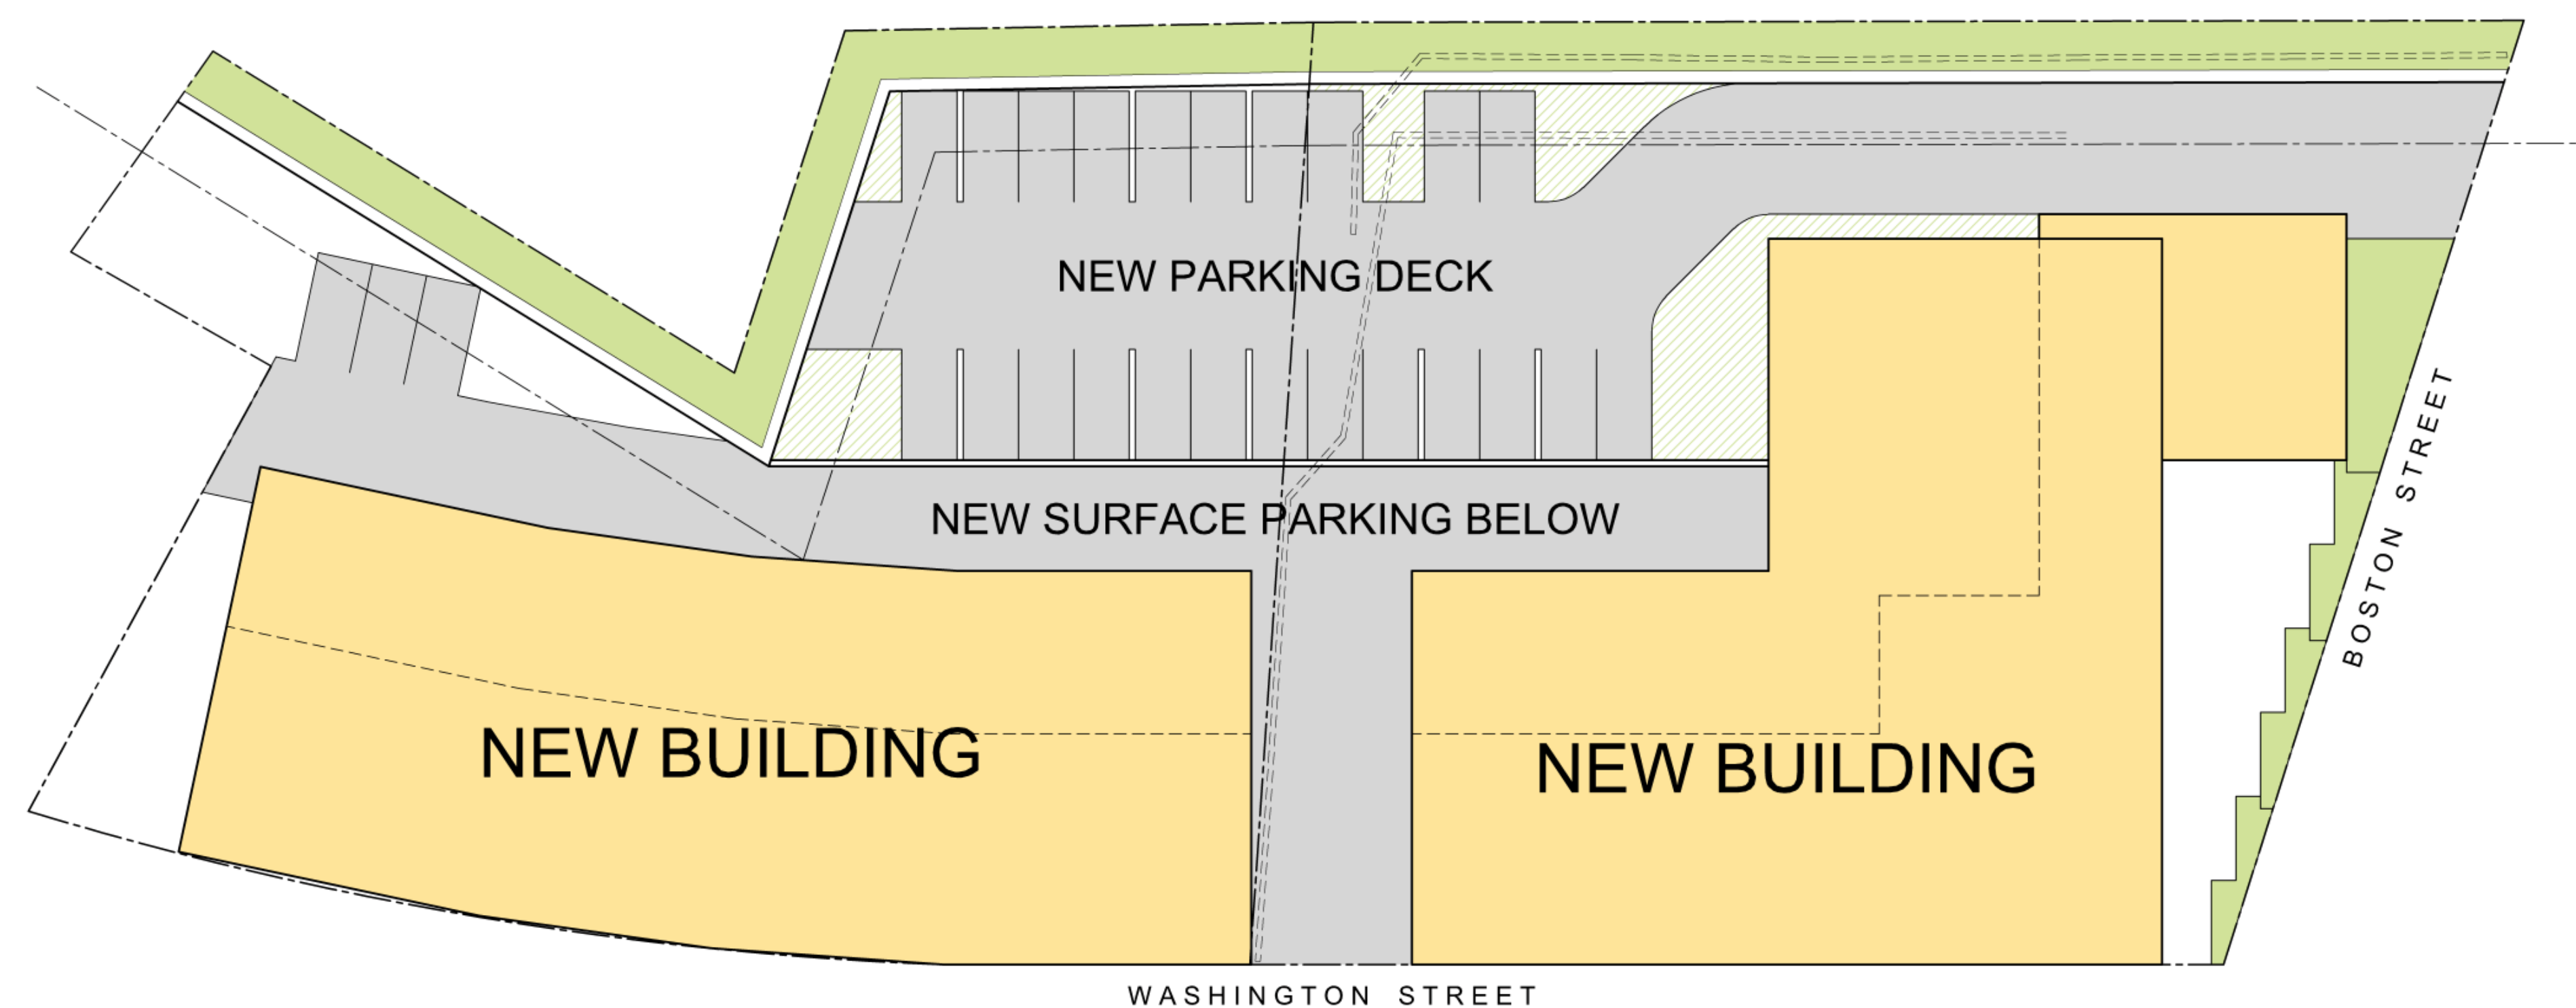 NEW PARKING DECK
NEW SURFACE PARKING BELOW
BOSTON STREET
NEW BUILDING
NEW BUILDING
WASHINGTON STREET